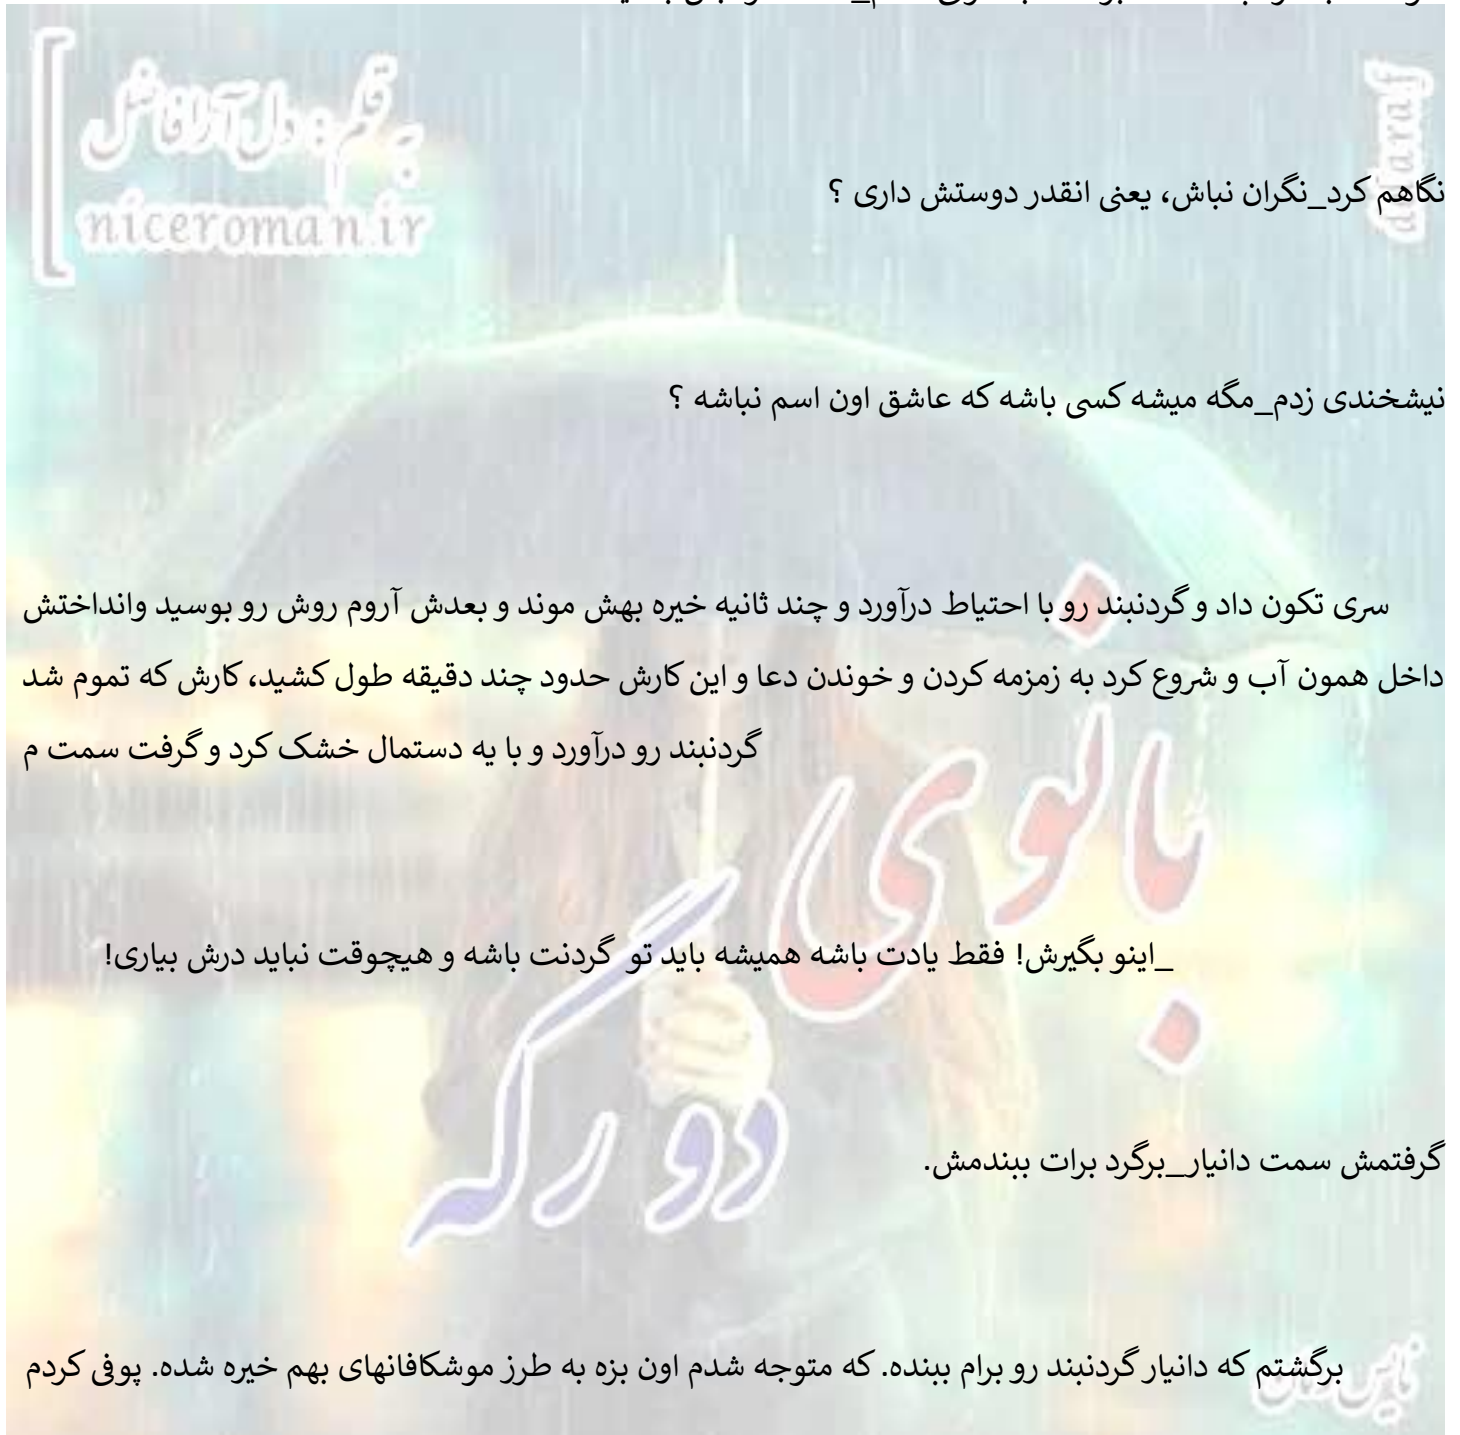 به قلم: دل آرا فاضل
niceroman.ir
نگاهم کرد_نگران نباش، یعنی انقدر دوستش داری ؟
نیشخندی زدم_مگه میشه کسی باشه که عاشق اون اسم نباشه ؟
سری تکون داد و گردنبند رو با احتیاط درآورد و چند ثانیه خیره بهش موند و بعدش آروم روش رو بوسید وانداختش
داخل همون آب و شروع کرد به زمزمه کردن و خوندن دعا و این کارش حدود چند دقیقه طول کشید، کارش که تموم شد
گردنبند رو درآورد و با یه دستمال خشک کرد و گرفت سمت م
بانوی
_اینو بگیرش! فقط یادت باشه همیشه باید تو گردنت باشه و هیچوقت نباید درش بیاری!
دو رگه
گرفتمش سمت دانیار_برگرد برات ببندمش.
برگشتم که دانیار گردنبند رو برام ببنده. که متوجه شدم اون بزه به طرز موشکافانهای بهم خیره شده. پوفی کردم